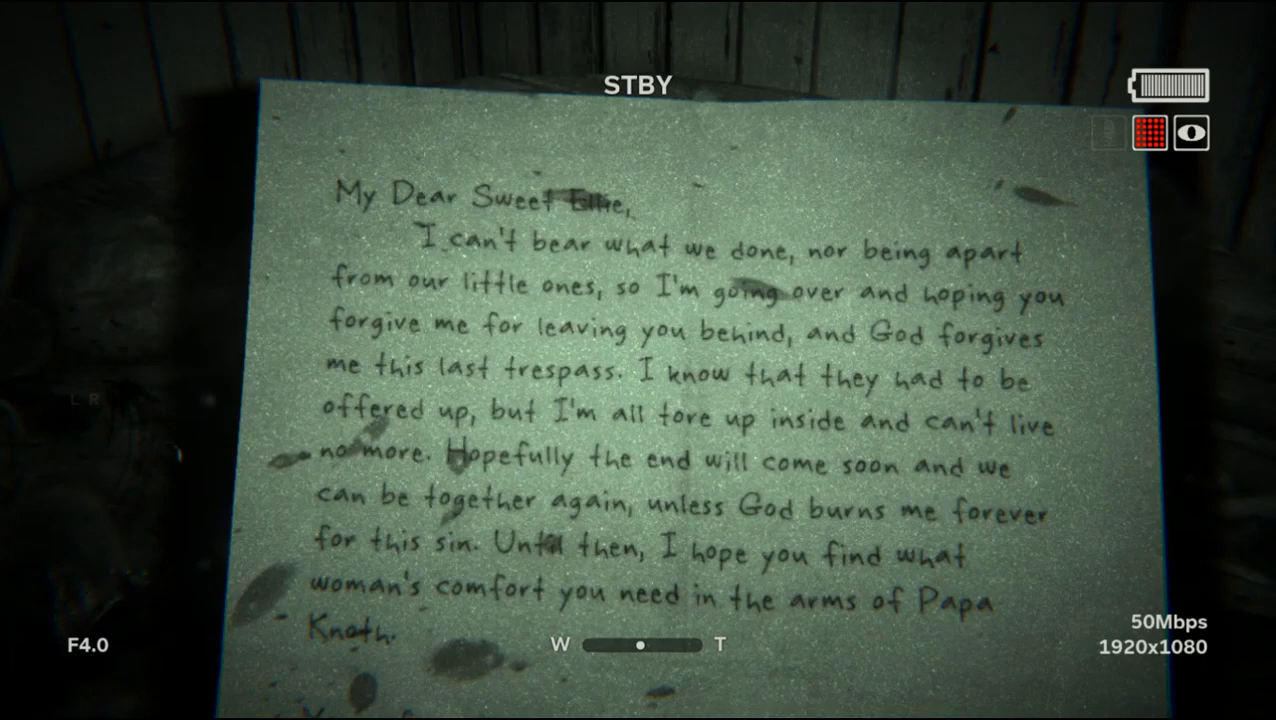 STBY
My Dear Sweet Ellie,
I can't bear what we done, nor being apart
from our little ones, so I'm going over and hoping you
forgive me for leaving you behind, and God forgives
me this last trespass. I know that they had to be
offered up, but I'm all tore up inside and can't live
no more. Hopefully the end will come soon and we
can be together again, unless God burns me forever
for this sin. Until then, I hope you find what
woman's comfort you need in the arms of Papa
Knoth.
L R
F4.0
W T
50Mbps
1920x1080